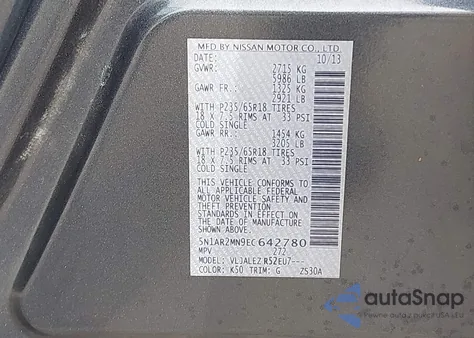 MFD.BY NISSAN MOTOR CO., LTD.
DATE: 10/13
GVWR: 2715 KG
5986 LB
GAWR FR.: 1325 KG
2921 LB
WITH P235/65R18 TIRES
18 X 7.5 RIMS AT 33 PSI
COLD SINGLE
GAWR RR.: 1454 KG
3205 LB
WITH P235/65R18 TIRES
18 X 7.5 RIMS AT 33 PSI
COLD SINGLE
THIS VEHICLE CONFORMS TO
ALL APPLICABLE FEDERAL
MOTOR VEHICLE SAFETY
STANDARDS IN EFFECT ON
THE DATE OF MANUFACTURE
SHOWN ABOVE.
5N1AR2MN9EC642780
MPV 272
MODEL: VLJALEZ R52EU7---
COLOR: K50 TRIM: G ZS30A
autoSnap